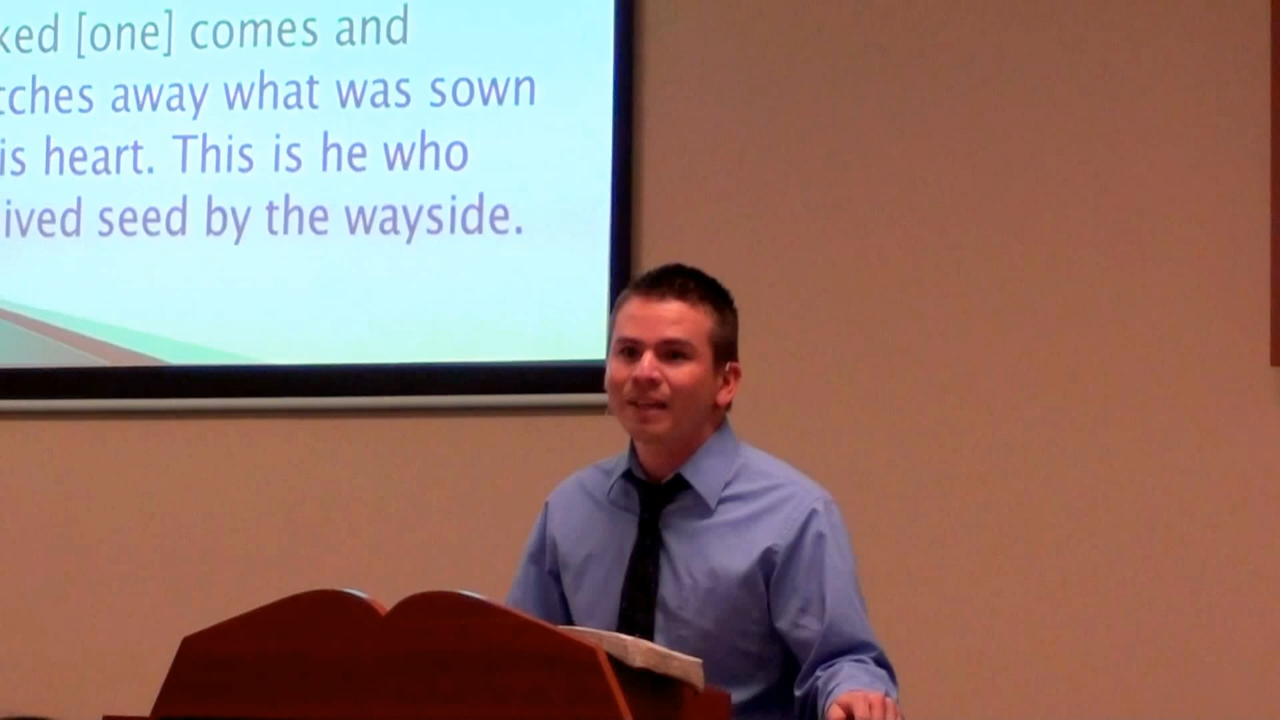 ked [one] comes and
tches away what was sown
is heart. This is he who
ived seed by the wayside.